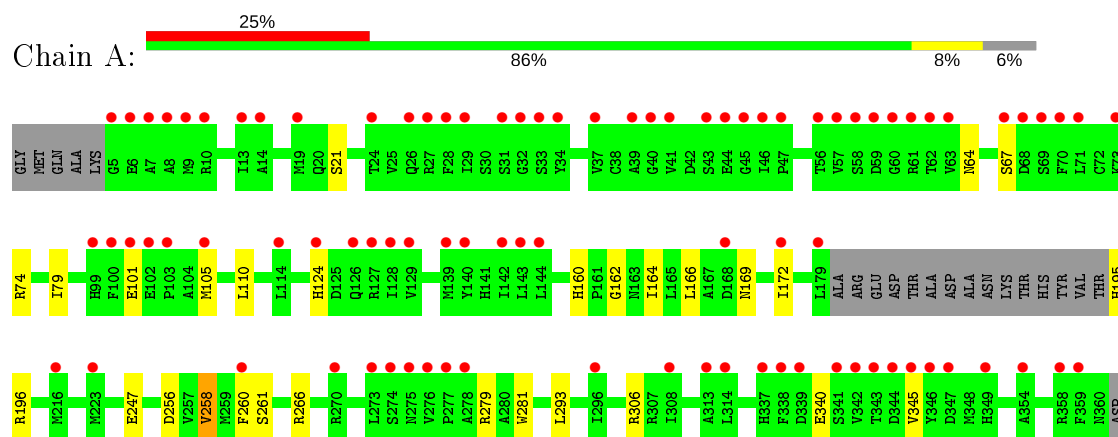 25%
Chain A:
86%
8%
6%
GLY MET GLN ALA LYS G5 E6 A7 A8 M9 R10 I13 A14 M19 Q20 S21 T24 V25 Q26 R27 F28 I29 S30 S31 G32 S33 Y34 V37 C38 A39 G40 V41 D42 S43 E44 G45 I46 P47 T56 V57 S58 D59 G60 R61 T62 V63 N64 S67 D68 S69 F70 L71 C72 K73
R74 I79 H99 F100 E101 E102 P103 A104 M105 L110 L114 H124 D125 Q126 R127 I128 V129 M139 Y140 H141 I142 L143 L144 H160 P161 G162 N163 I164 L165 L166 A167 D168 N169 I172 L179 ALA ARG GLU ASP THR ALA ASP ALA ASN LYS THR HIS TYR VAL THR H195
R196 M216 M223 E247 D256 V257 V258 M259 F260 S261 R266 R270 L273 S274 N275 V276 P277 A278 R279 A280 W281 L293 I296 R306 R307 I308 A313 L314 H337 F338 D339 E340 S341 V342 T343 D344 V345 Y346 D347 M348 H349 A354 R358 F359 N360